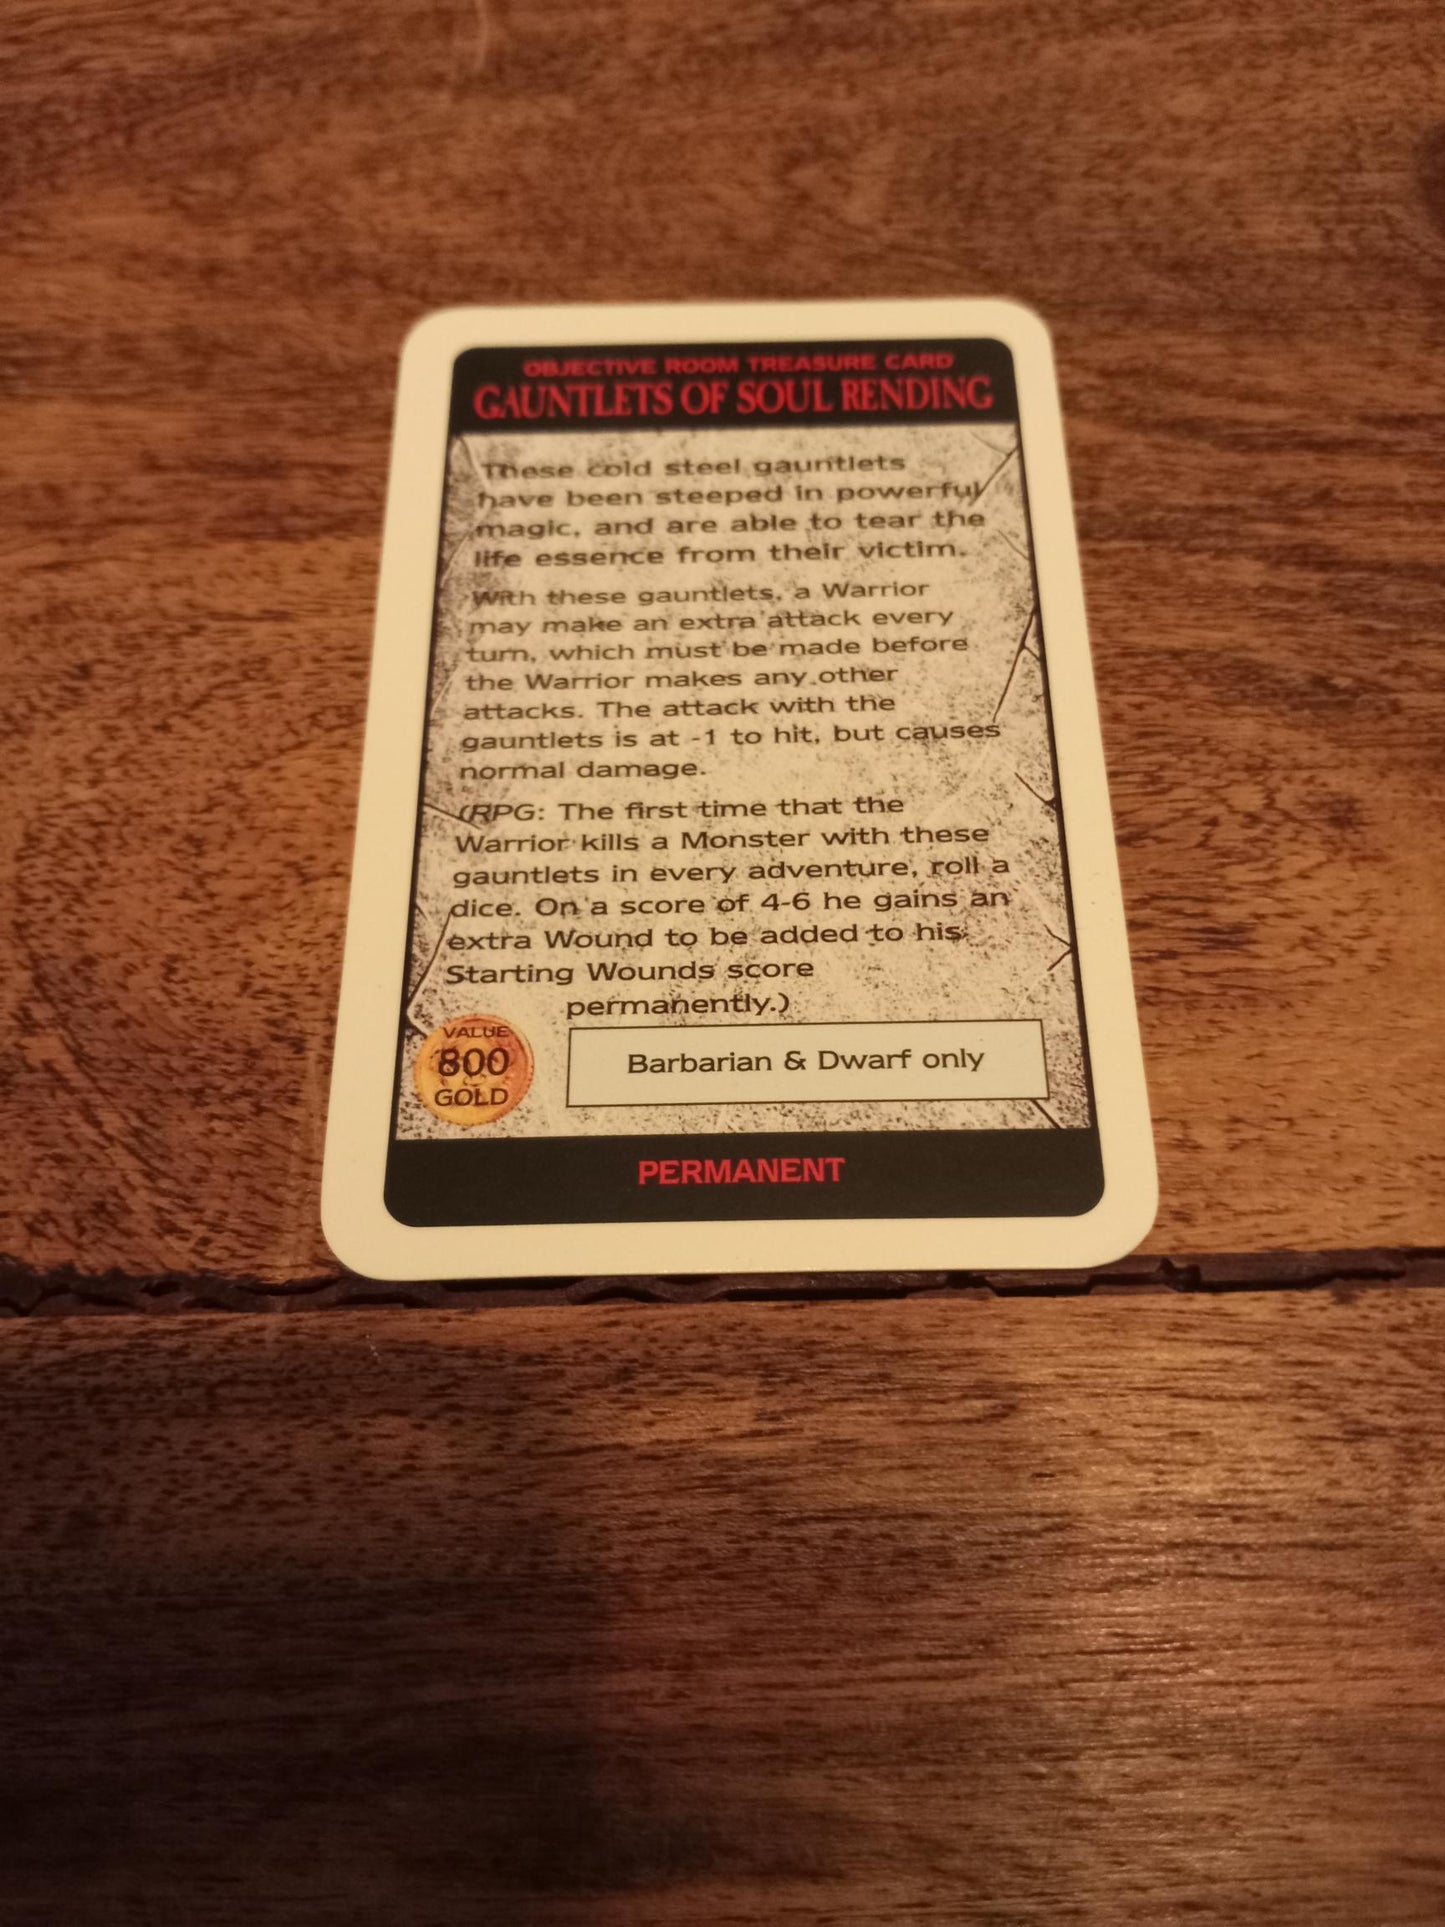 OBJECTIVE ROOM TREASURE CARD
GAUNTLETS OF SOUL RENDING
These cold steel gauntlets
have been steeped in powerful
magic, and are able to tear the
life essence from their victim.
With these gauntlets, a Warrior
may make an extra attack every
turn, which must be made before
the Warrior makes any other
attacks. The attack with the
gauntlets is at -1 to hit, but causes
normal damage.
(RPG: The first time that the
Warrior kills a Monster with these
gauntlets in every adventure, roll a
dice. On a score of 4-6 he gains an
extra Wound to be added to his
Starting Wounds score
permanently.)
VALUE
800
GOLD
Barbarian & Dwarf only
PERMANENT